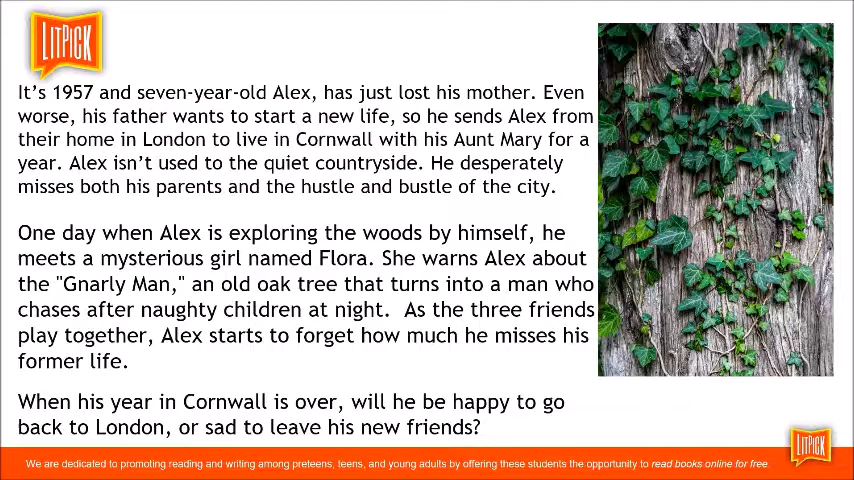 LITPICK
It's 1957 and seven-year-old Alex, has just lost his mother. Even
worse, his father wants to start a new life, so he sends Alex from
their home in London to live in Cornwall with his Aunt Mary for a
year. Alex isn't used to the quiet countryside. He desperately
misses both his parents and the hustle and bustle of the city.
One day when Alex is exploring the woods by himself, he
meets a mysterious girl named Flora. She warns Alex about
the "Gnarly Man," an old oak tree that turns into a man who
chases after naughty children at night.  As the three friends
play together, Alex starts to forget how much he misses his
former life.
When his year in Cornwall is over, will he be happy to go
back to London, or sad to leave his new friends?
LITPICK
We are dedicated to promoting reading and writing among preteens, teens, and young adults by offering these students the opportunity to read books online for free.